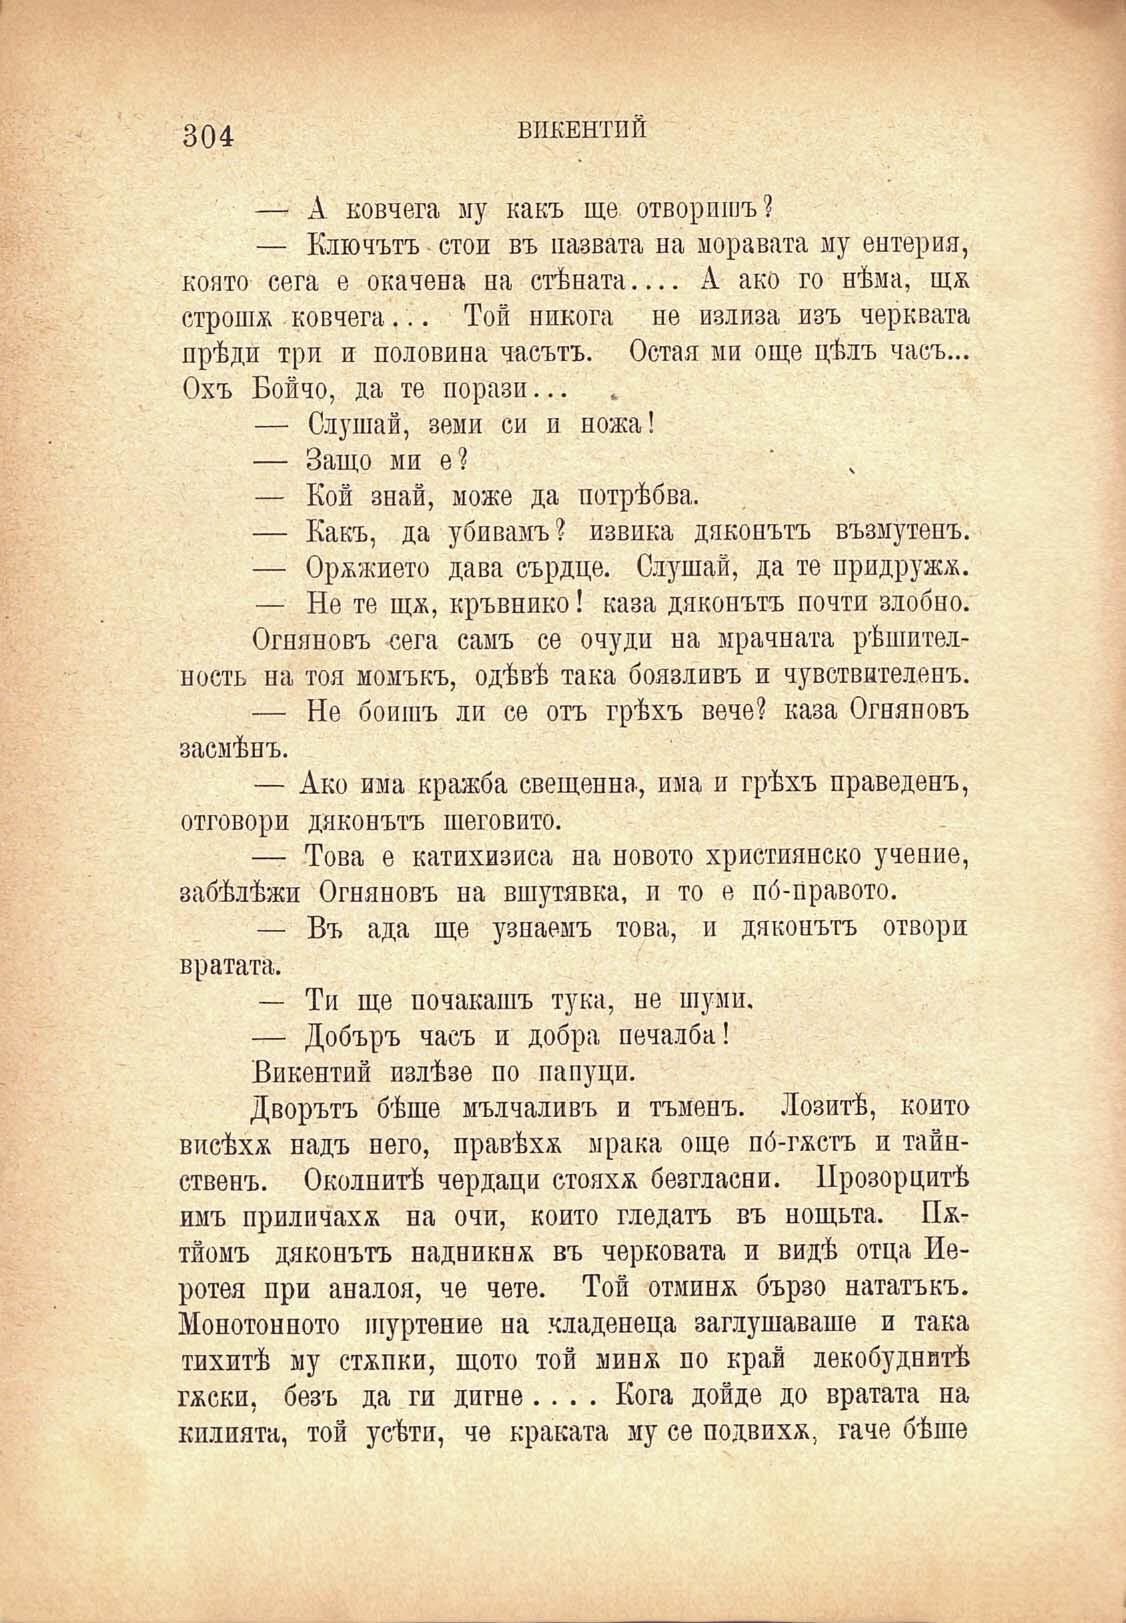 304
ВИКЕНТИЙ
— А ковчега му какъ ще отворишъ?
— Ключътъ стои въ пазвата на моравата му ентерия,
която сега е окачена на стѣната.... А ако го нѣма, щѫ
строшѫ ковчега... Той никога не излиза изъ черквата
прѣди три и половина часътъ. Остая ми още цѣлъ часъ...
Охъ Бойчо, да те порази...
— Слушай, земи си и ножа!
— Защо ми е?
— Кой знай, може да потрѣбва.
— Какъ, да убивамъ? извика дяконътъ възмутенъ.
— Орѫжието дава сърдце. Слушай, да те придружѫ.
— Не те щѫ, кръвнико! каза дяконътъ почти злобно.
Огняновъ сега самъ се очуди на мрачната рѣшител-
ность на тоя момъкъ, одѣвѣ така боязливъ и чувствителенъ.
— Не боишъ ли се отъ грѣхъ вече? каза Огняновъ
засмѣнъ.
— Ако има кражба свещенна, има и грѣхъ праведенъ,
отговори дяконътъ шеговито.
— Това е катихизиса на новото християнско учение,
забѣлѣжи Огняновъ на вшутявка, и то е по́-правото.
— Въ ада ще узнаемъ това, и дяконътъ отвори
вратата.
— Ти ще почакашъ тука, не шуми.
— Добъръ часъ и добра печалба!
Викентий излѣзе по папуци.
Дворътъ бѣше мълчаливъ и тъменъ. Лозитѣ, които
висѣхѫ надъ него, правѣхѫ мрака още по́-гѫстъ и тайн-
ственъ. Околнитѣ чердаци стояхѫ безгласни. Прозорцитѣ
имъ приличахѫ на очи, които гледатъ въ нощьта. Пѫ-
тйомъ дяконътъ надникнѫ въ черковата и видѣ отца Ие-
ротея при аналоя, че чете. Той отминѫ бързо нататъкъ.
Монотонното шуртение на кладенеца заглушаваше и така
тихитѣ му стѫпки, щото той минѫ по край лекобуднитѣ
гѫски, безъ да ги дигне.... Кога дойде до вратата на
килията, той усѣти, че краката му се подвихѫ, гаче бѣше